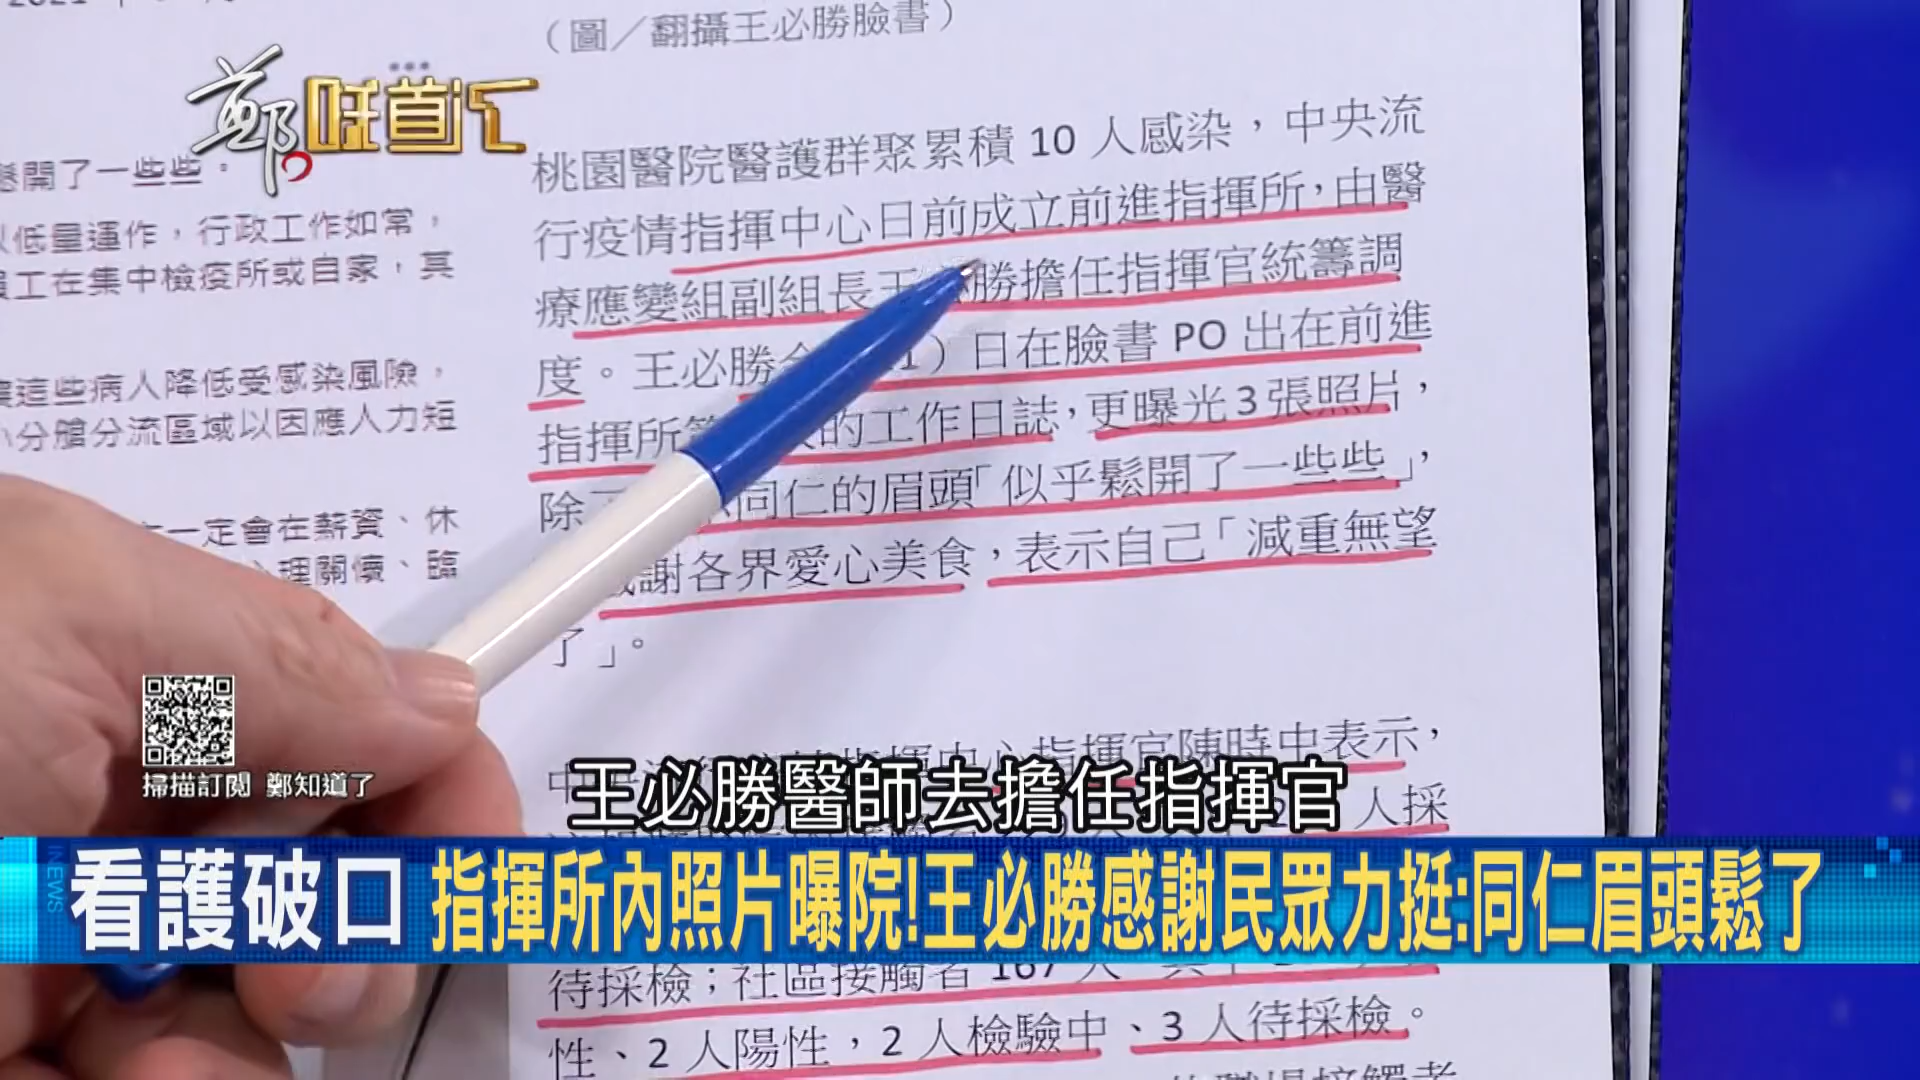 （圖／翻攝王必勝臉書）
鄭 旺首汇
鬆開了一些些。
低量運作，行政工作如常，
員工在集中檢疫所或自家，其
這些病人降低受感染風險，
分艙分流區域以因應人力短
一定會在薪資、休
心理關懷、臨
桃園醫院醫護群聚累積 10 人感染，中央流
行疫情指揮中心日前成立前進指揮所，由醫
療應變組副組長王 勝擔任指揮官統籌調
度。王必勝今 1）日在臉書 PO 出在前進
指揮所 的工作日誌，更曝光 3 張照片，
除 同仁的眉頭「似乎鬆開了一些些」，
謝各界愛心美食，表示自己「減重無望
了」。
指揮中心指揮官陳時中表示，
人採
待採檢；社區接觸者 167 人
性、2 人陽性，2 人檢驗中、3 人待採檢。
掃描訂閱 鄭知道了
王必勝醫師去擔任指揮官
NEWS
看護破口
指揮所內照片曝院!王必勝感謝民眾力挺:同仁眉頭鬆了